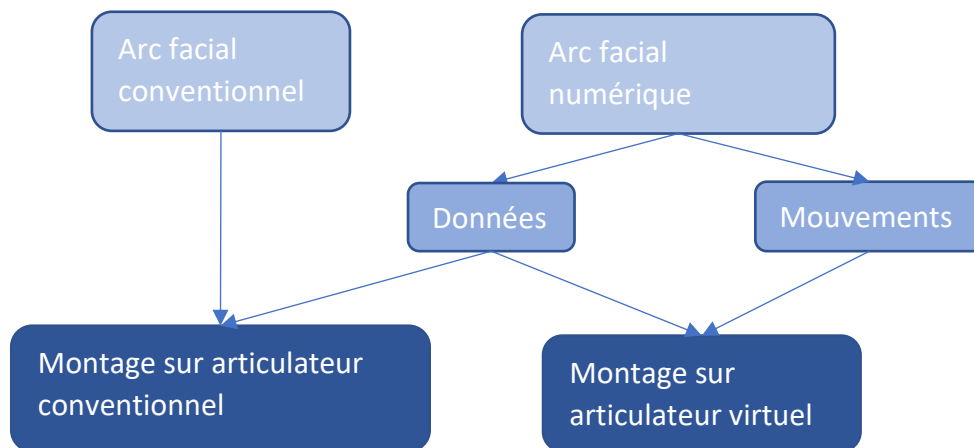 Arc facial
conventionnel
Arc facial
numérique
Données
Mouvements
Montage sur articulateur
conventionnel
Montage sur
articulateur virtuel